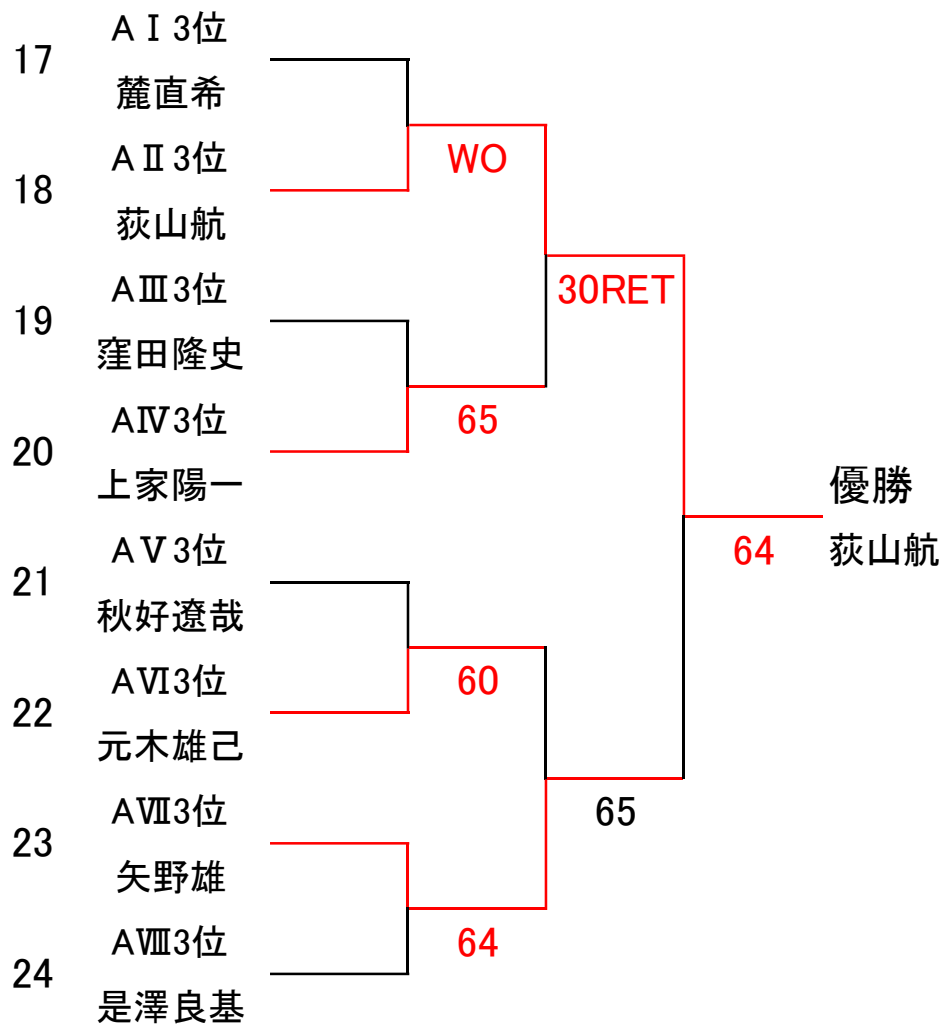 AⅠ3位
17
麓直希
AⅡ3位
WO
18
荻山航
AⅢ3位
30RET
19
窪田隆史
AⅣ3位
65
20
上家陽一
優勝
AⅤ3位
64
荻山航
21
秋好遼哉
AⅥ3位
60
22
元木雄己
AⅦ3位
65
23
矢野雄
AⅧ3位
64
24
是澤良基